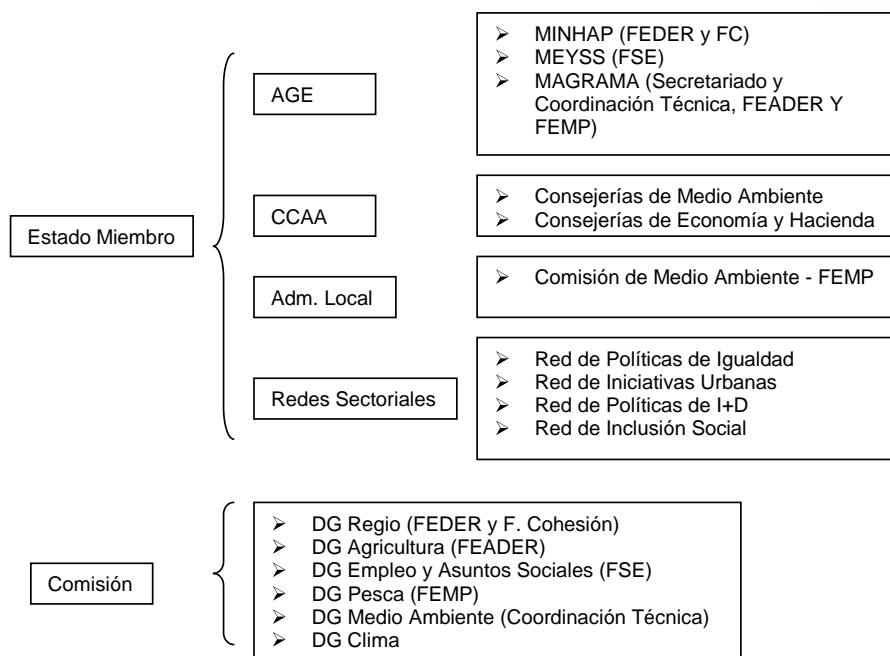 Estado Miembro
AGE
➢ MINHAP (FEDER y FC)
➢ MEYSS (FSE)
➢ MAGRAMA (Secretariado y
Coordinación Técnica, FEADER Y
FEMP)
CCAA
➢ Consejerías de Medio Ambiente
➢ Consejerías de Economía y Hacienda
Adm. Local
➢ Comisión de Medio Ambiente - FEMP
Redes Sectoriales
➢ Red de Políticas de Igualdad
➢ Red de Iniciativas Urbanas
➢ Red de Políticas de I+D
➢ Red de Inclusión Social
Comisión
➢ DG Regio (FEDER y F. Cohesión)
➢ DG Agricultura (FEADER)
➢ DG Empleo y Asuntos Sociales (FSE)
➢ DG Pesca (FEMP)
➢ DG Medio Ambiente (Coordinación Técnica)
➢ DG Clima